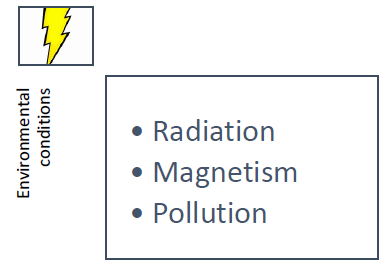 Environmental
conditions
• Radiation
• Magnetism
• Pollution